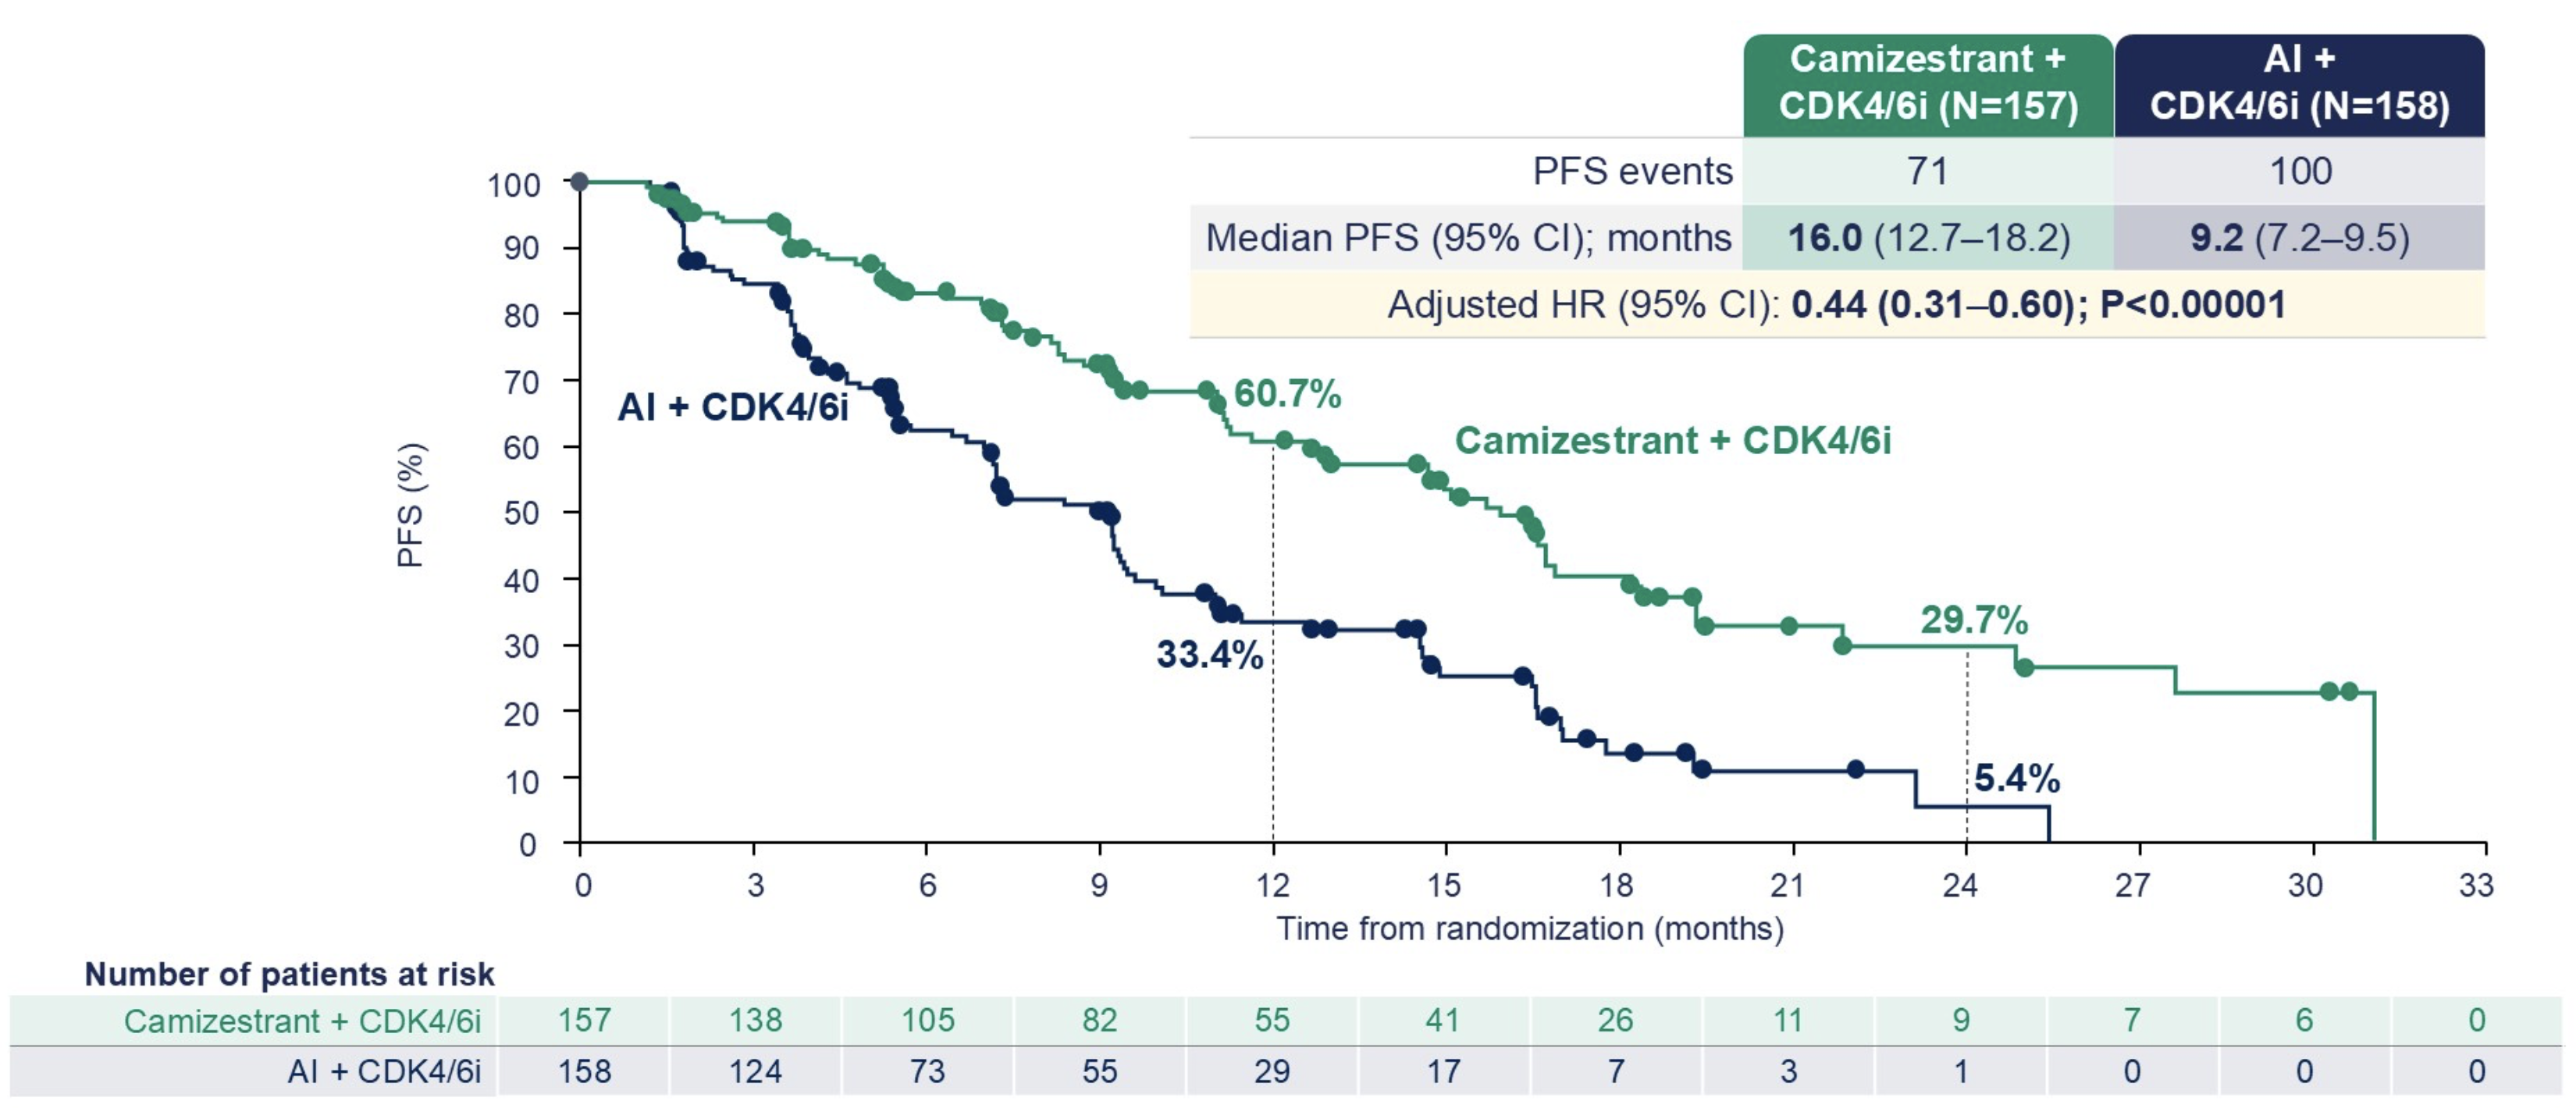 Camizestrant +
CDK4/6i (N=157)
AI +
CDK4/6i (N=158)
PFS events 71 100
Median PFS (95% CI); months 16.0 (12.7–18.2) 9.2 (7.2–9.5)
Adjusted HR (95% CI): 0.44 (0.31–0.60); P<0.00001
PFS (%)
100
90
80
70
60
50
40
30
20
10
0
AI + CDK4/6i
60.7%
Camizestrant + CDK4/6i
33.4%
29.7%
5.4%
0 3 6 9 12 15 18 21 24 27 30 33
Time from randomization (months)
Number of patients at risk
Camizestrant + CDK4/6i 157 138 105 82 55 41 26 11 9 7 6 0
AI + CDK4/6i 158 124 73 55 29 17 7 3 1 0 0 0